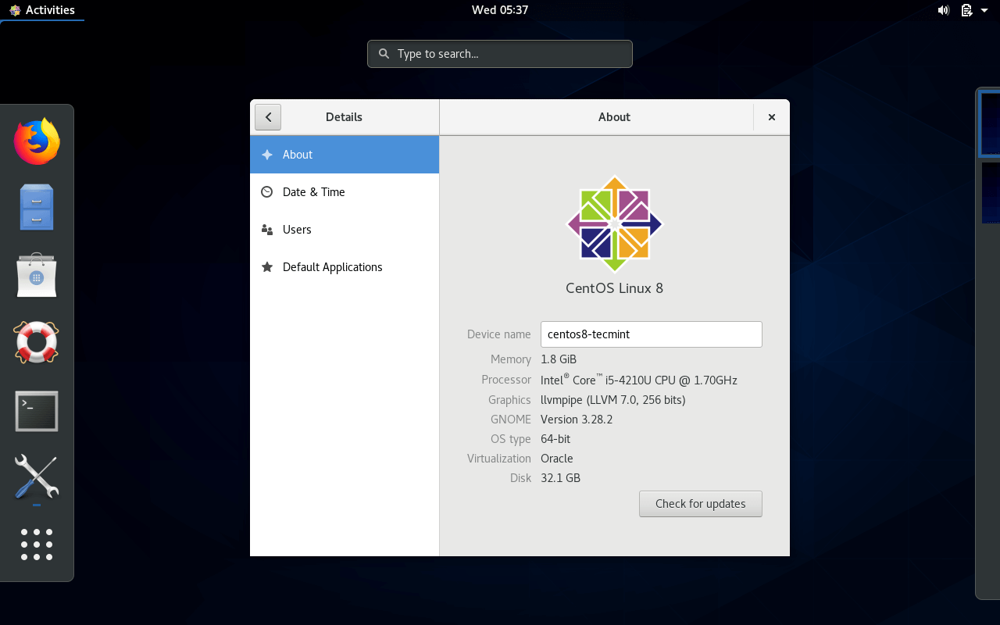 Activities
Wed 05:37
Type to search...
Details
About
About
Date & Time
Users
Default Applications
CentOS Linux 8
Device name centos8-tecmint
Memory 1.8 GiB
Processor Intel® Core™ i5-4210U CPU @ 1.70GHz
Graphics llvmpipe (LLVM 7.0, 256 bits)
GNOME Version 3.28.2
OS type 64-bit
Virtualization Oracle
Disk 32.1 GB
Check for updates